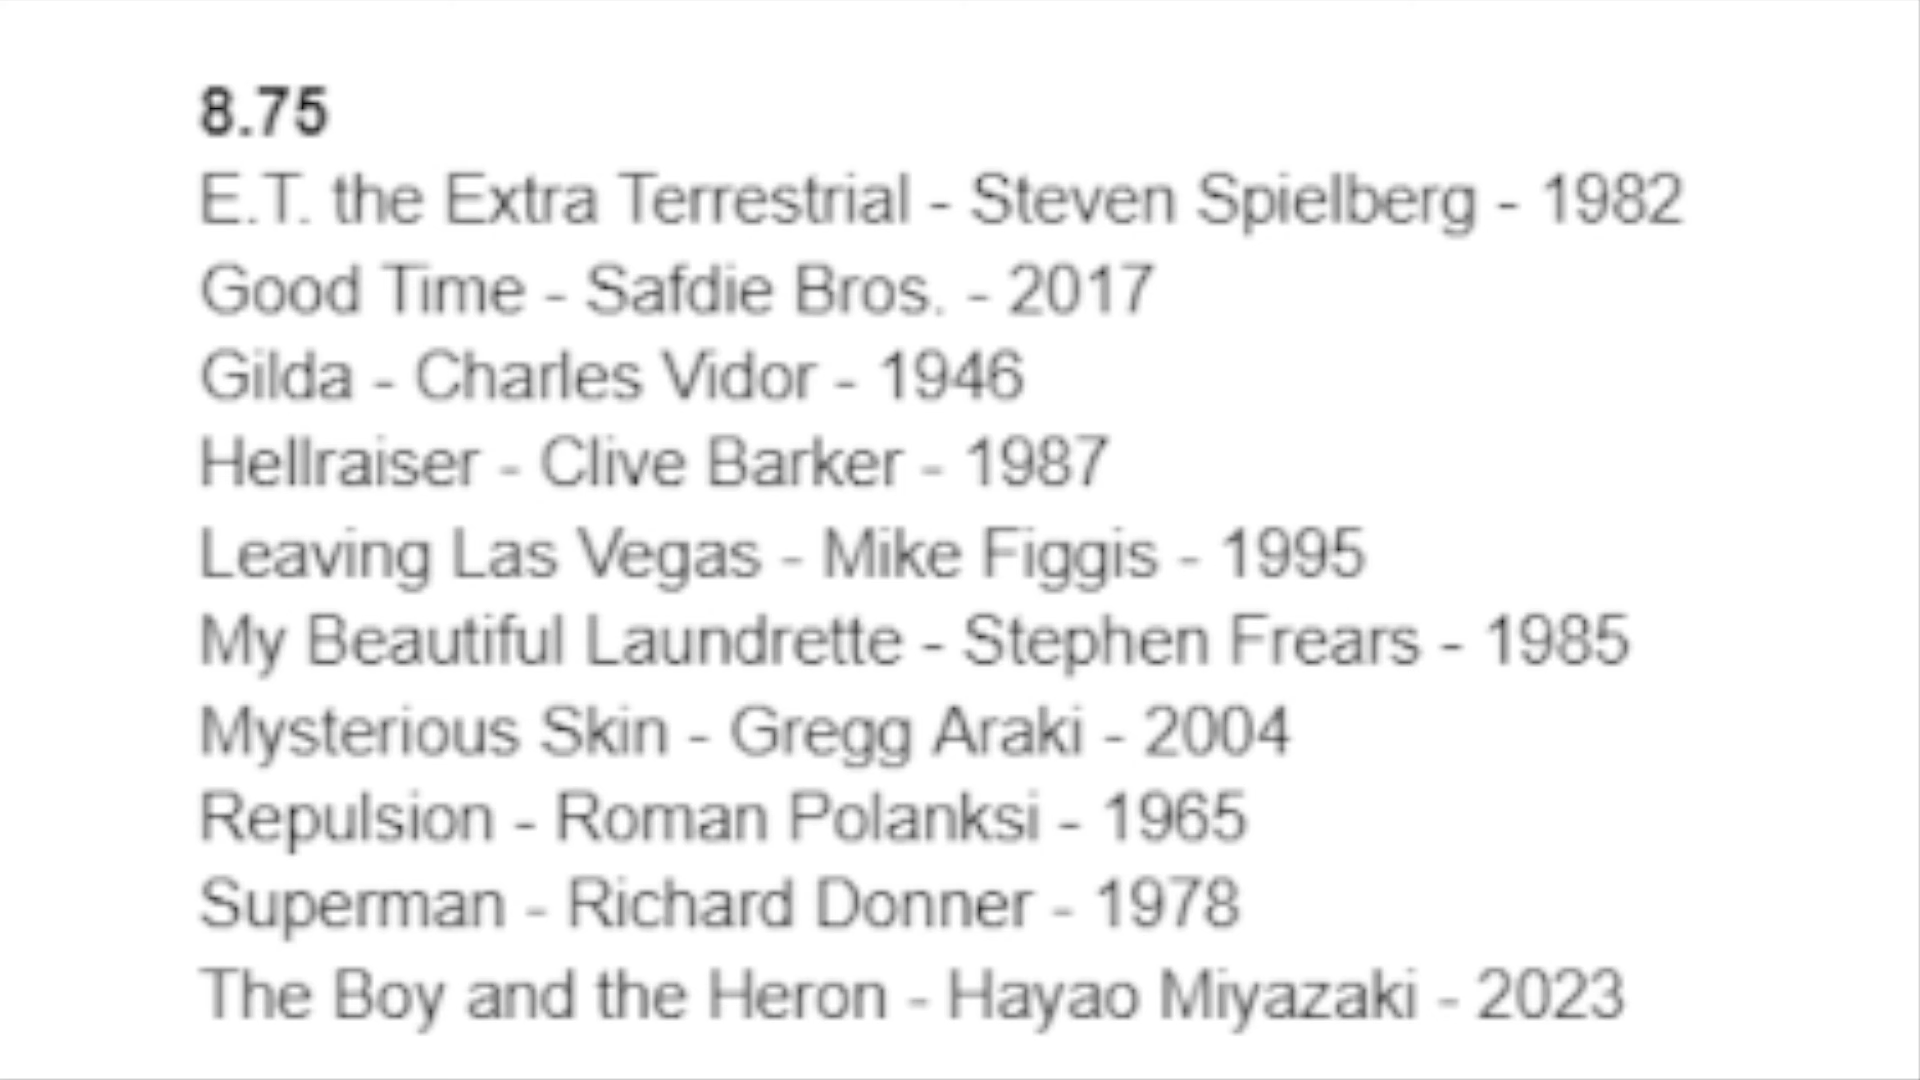 8.75
E.T. the Extra Terrestrial - Steven Spielberg - 1982
Good Time - Safdie Bros. - 2017
Gilda - Charles Vidor - 1946
Hellraiser - Clive Barker - 1987
Leaving Las Vegas - Mike Figgis - 1995
My Beautiful Laundrette - Stephen Frears - 1985
Mysterious Skin - Gregg Araki - 2004
Repulsion - Roman Polanksi - 1965
Superman - Richard Donner - 1978
The Boy and the Heron - Hayao Miyazaki - 2023